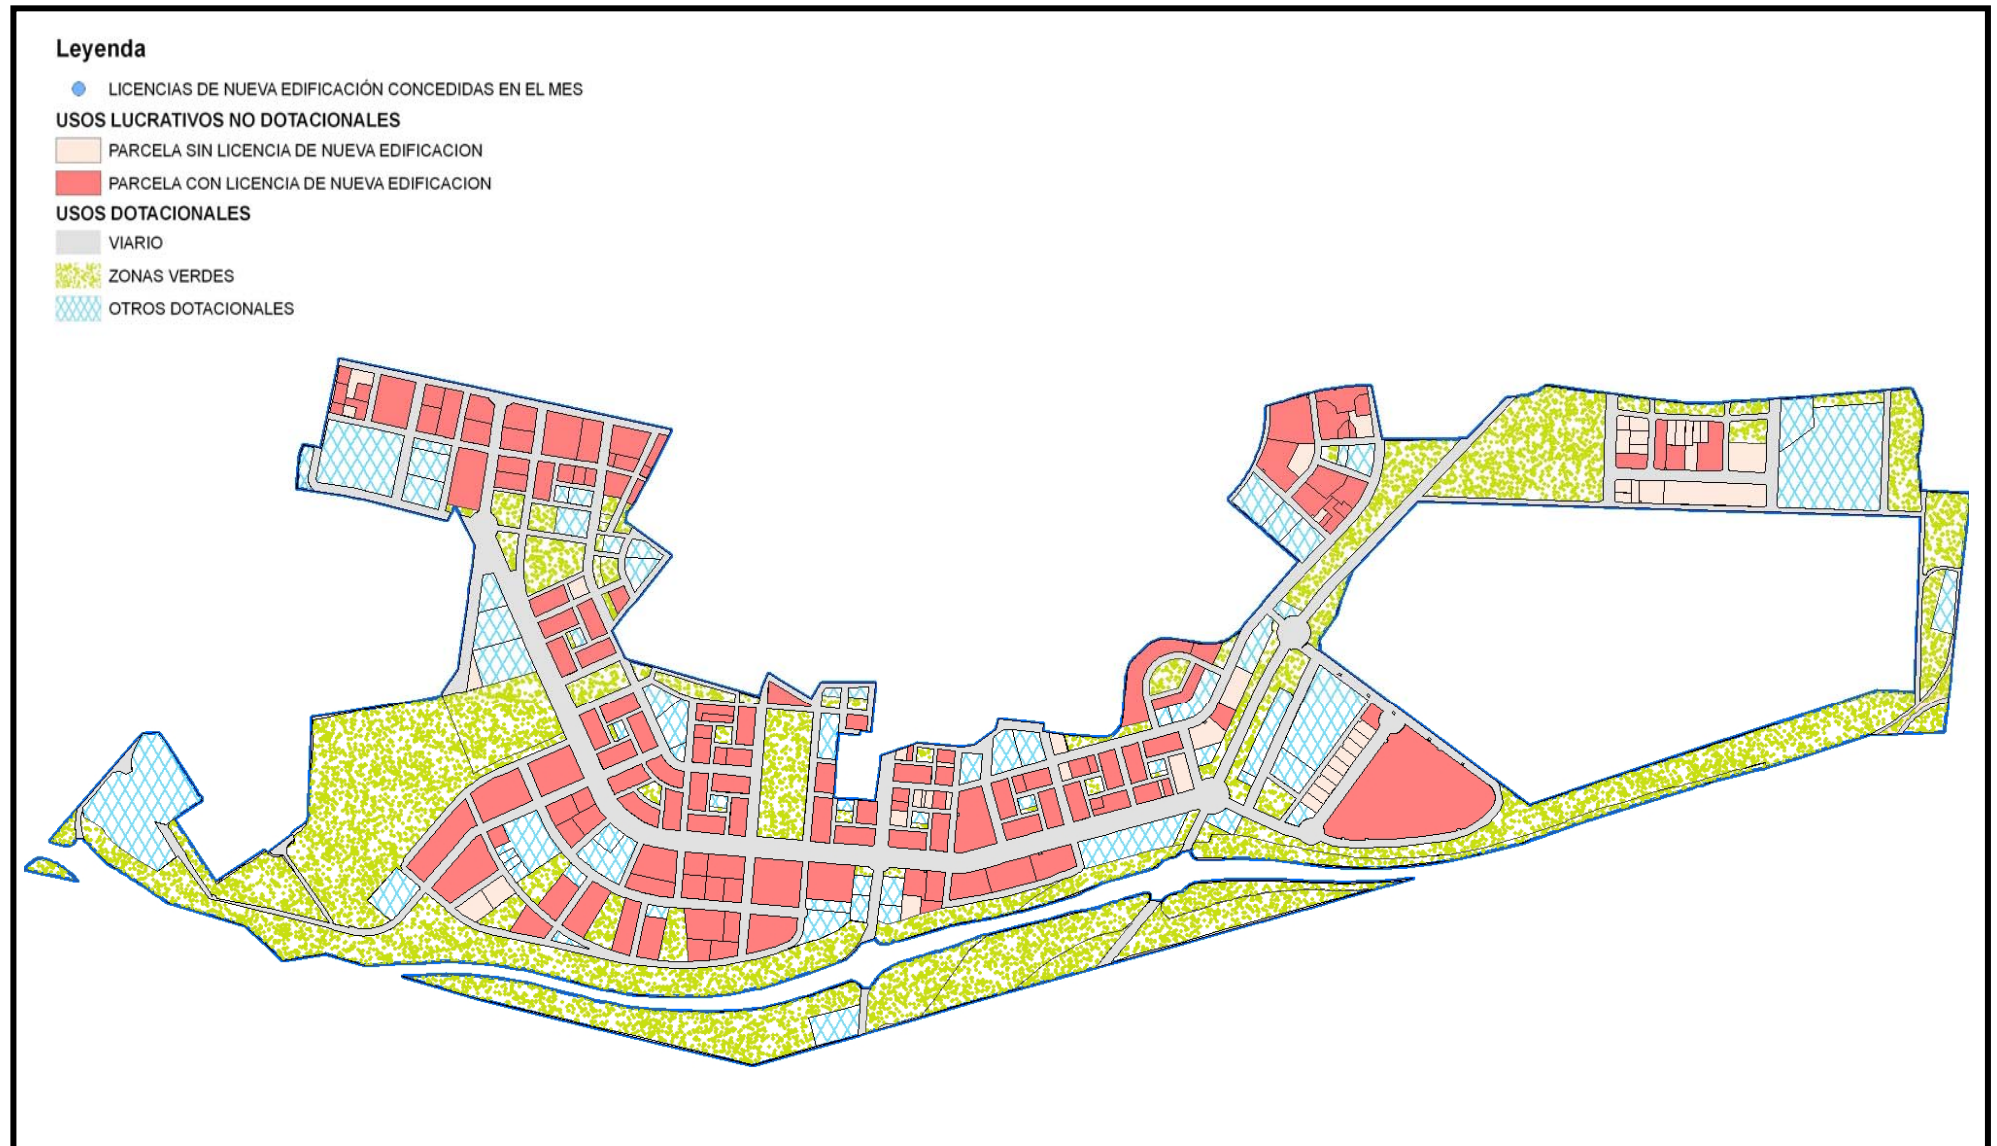 Leyenda
LICENCIAS DE NUEVA EDIFICACIÓN CONCEDIDAS EN EL MES
USOS LUCRATIVOS NO DOTACIONALES
PARCELA SIN LICENCIA DE NUEVA EDIFICACION
PARCELA CON LICENCIA DE NUEVA EDIFICACION
USOS DOTACIONALES
VIARIO
ZONAS VERDES
OTROS DOTACIONALES